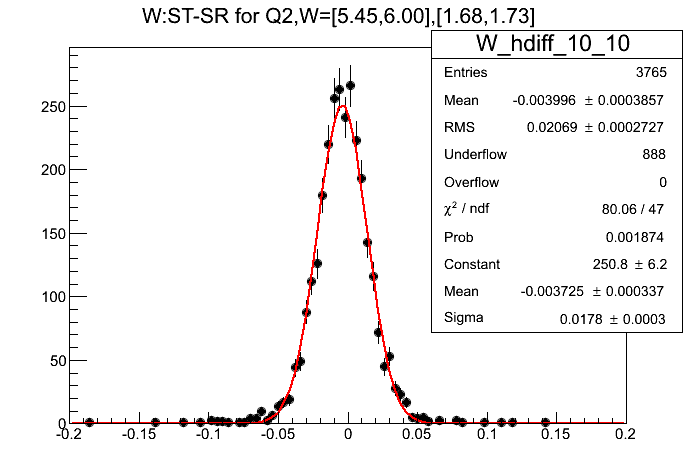 W:ST-SR for Q2,W=[5.45,6.00],[1.68,1.73]
W_hdiff_10_10
Entries 3765
Mean -0.003996 ± 0.0003857
RMS 0.02069 ± 0.0002727
Underflow 888
Overflow 0
χ² / ndf 80.06 / 47
Prob 0.001874
Constant 250.8 ± 6.2
Mean -0.003725 ± 0.000337
Sigma 0.0178 ± 0.0003
250
200
150
100
50
0
-0.2 -0.15 -0.1 -0.05 0 0.05 0.1 0.15 0.2